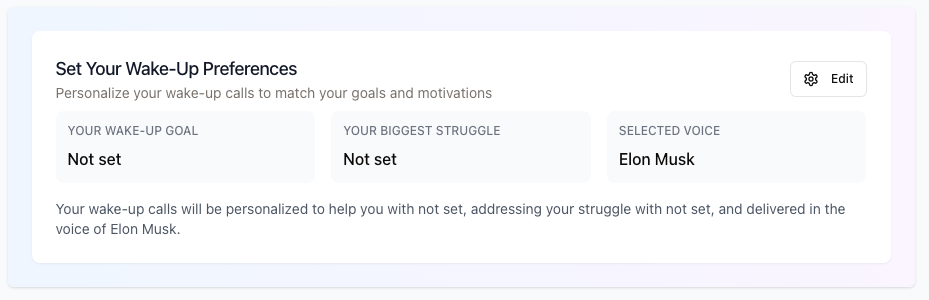 Set Your Wake-Up Preferences
Personalize your wake-up calls to match your goals and motivations
Edit
YOUR WAKE-UP GOAL
Not set
YOUR BIGGEST STRUGGLE
Not set
SELECTED VOICE
Elon Musk
Your wake-up calls will be personalized to help you with not set, addressing your struggle with not set, and delivered in the
voice of Elon Musk.